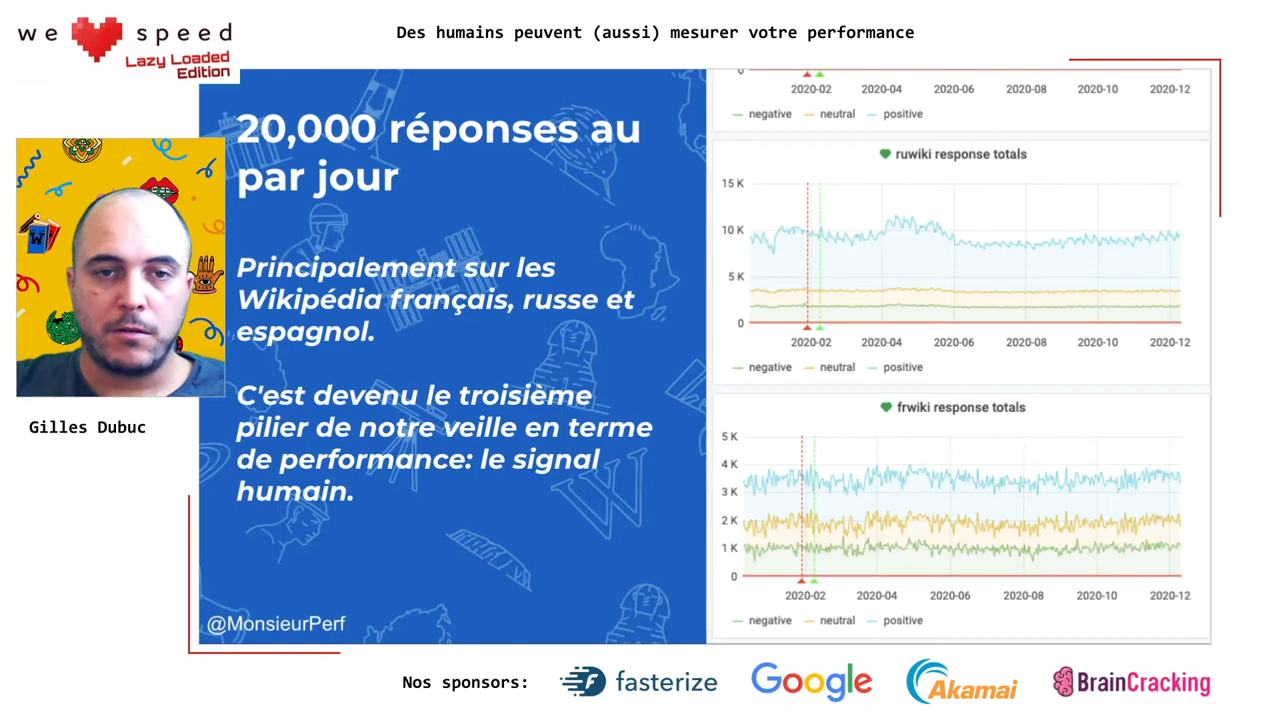 we speed
Lazy Loaded
Edition
Des humains peuvent (aussi) mesurer votre performance
20,000 réponses au
par jour
Principalement sur les
Wikipédia français, russe et
espagnol.
C'est devenu le troisième
pilier de notre veille en terme
de performance: le signal
humain.
@MonsieurPerf
Gilles Dubuc
0
2020-02 2020-04 2020-06 2020-08 2020-10 2020-12
negative neutral positive
ruwiki response totals
15 K
10 K
5 K
0
2020-02 2020-04 2020-06 2020-08 2020-10 2020-12
negative neutral positive
frwiki response totals
5 K
4 K
3 K
2 K
1 K
0
2020-02 2020-04 2020-06 2020-08 2020-10 2020-12
negative neutral positive
Nos sponsors: fasterize Google Akamai BrainCracking